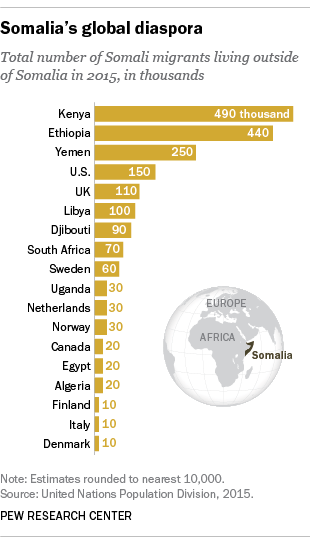 Somalia's global diaspora
Total number of Somali migrants living outside
of Somalia in 2015, in thousands
Kenya 490 thousand
Ethiopia 440
Yemen 250
U.S. 150
UK 110
Libya 100
Djibouti 90
South Africa 70
Sweden 60
Uganda 30
Netherlands 30
Norway 30
Canada 20
Egypt 20
Algeria 20
Finland 10
Italy 10
Denmark 10
EUROPE
AFRICA
Somalia
Note: Estimates rounded to nearest 10,000.
Source: United Nations Population Division, 2015.
PEW RESEARCH CENTER